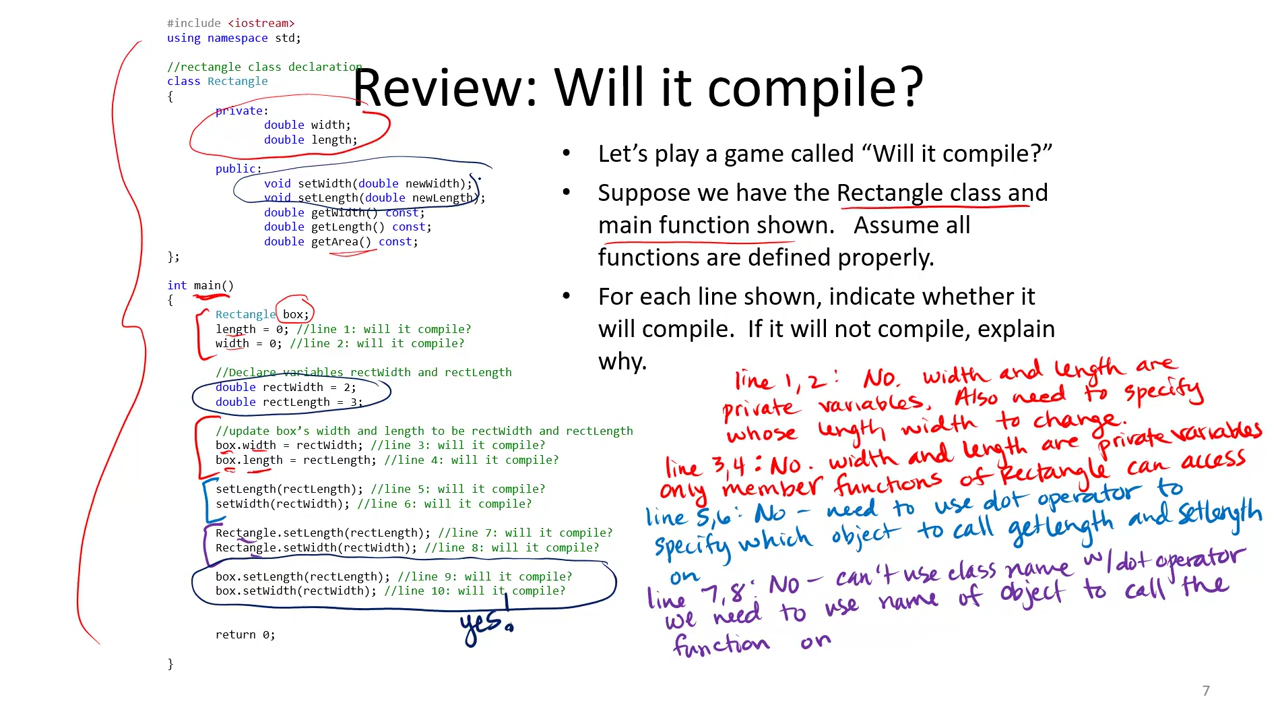 #include <iostream>
using namespace std;
//rectangle class declaration
class Rectangle
{
private:
double width;
double length;
public:
void setWidth(double newWidth);
void setLength(double newLength);
double getWidth() const;
double getLength() const;
double getArea() const;
};
int main()
{
Rectangle box;
length = 0; //line 1: will it compile?
width = 0; //line 2: will it compile?
//Declare variables rectWidth and rectLength
double rectWidth = 2;
double rectLength = 3;
//update box's width and length to be rectWidth and rectLength
box.width = rectWidth; //line 3: will it compile?
box.length = rectLength; //line 4: will it compile?
setLength(rectLength); //line 5: will it compile?
setWidth(rectWidth); //line 6: will it compile?
Rectangle.setLength(rectLength); //line 7: will it compile?
Rectangle.setWidth(rectWidth); //line 8: will it compile?
box.setLength(rectLength); //line 9: will it compile?
box.setWidth(rectWidth); //line 10: will it compile?
yes.
return 0;
}
Review: Will it compile?
• Let's play a game called “Will it compile?”
• Suppose we have the Rectangle class and
main function shown. Assume all
functions are defined properly.
• For each line shown, indicate whether it
will compile. If it will not compile, explain
why.
line 1, 2: No. width and length are
private variables. Also need to specify
whose length, width to change.
line 3,4: No. width and length are private variables
only member functions of Rectangle can access
line 5,6: No - need to use dot operator to
specify which object to call getLength and setLength
on
line 7,8: No - can't use class name w/dot operator
we need to use name of object to call the
function on
7